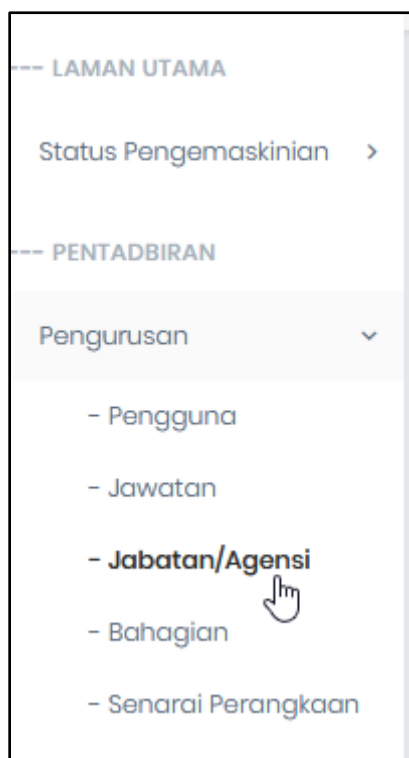 --- LAMAN UTAMA
Status Pengemaskinian >
--- PENTADBIRAN
Pengurusan
- Pengguna
- Jawatan
- Jabatan/Agensi
- Bahagian
- Senarai Perangkaan